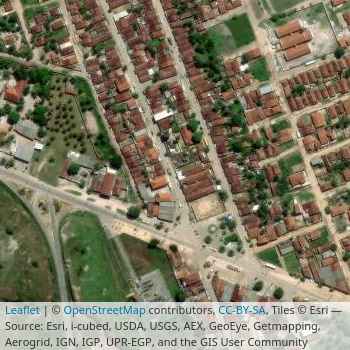 Leaflet | © OpenStreetMap contributors, CC-BY-SA, Tiles © Esri —
Source: Esri, i-cubed, USDA, USGS, AEX, GeoEye, Getmapping,
Aerogrid, IGN, IGP, UPR-EGP, and the GIS User Community